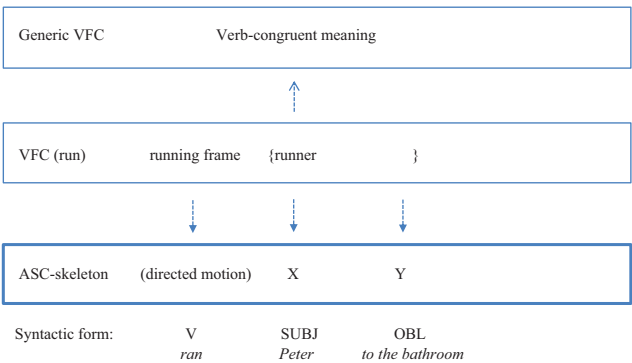 Generic VFC Verb-congruent meaning
VFC (run) running frame {runner }
ASC-skeleton (directed motion) X Y
Syntactic form: V SUBJ OBL
ran Peter to the bathroom